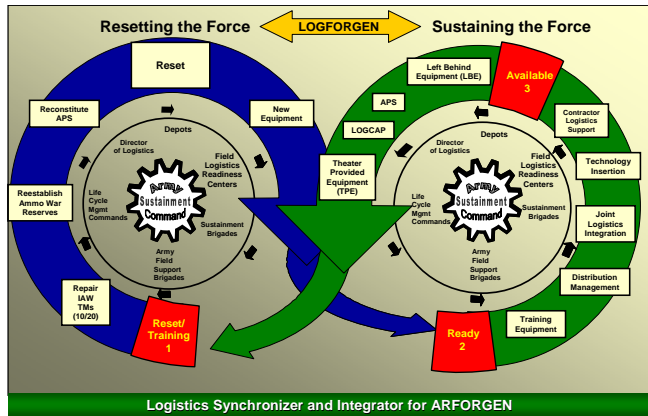 Resetting the Force
LOGFORGEN
Sustaining the Force
Reset
Reconstitute
APS
New
Equipment
Reestablish
Ammo War
Reserves
Repair
IAW
TMs
(10/20)
Reset/
Training
1
Depots
Director
of Logistics
Field
Logistics
Readiness
Centers
Life
Cycle
Mgmt
Commands
Sustainment
Brigades
Army
Field
Support
Brigades
Army
Sustainment
Command
Left Behind
Equipment (LBE)
Available
3
APS
LOGCAP
Theater
Provided
Equipment
(TPE)
Contractor
Logistics
Support
Technology
Insertion
Joint
Logistics
Integration
Distribution
Management
Training
Equipment
Ready
2
Depots
Director
of Logistics
Field
Logistics
Readiness
Centers
Life
Cycle
Mgmt
Commands
Sustainment
Brigades
Army
Field
Support
Brigades
Army
Sustainment
Command
Logistics Synchronizer and Integrator for ARFORGEN